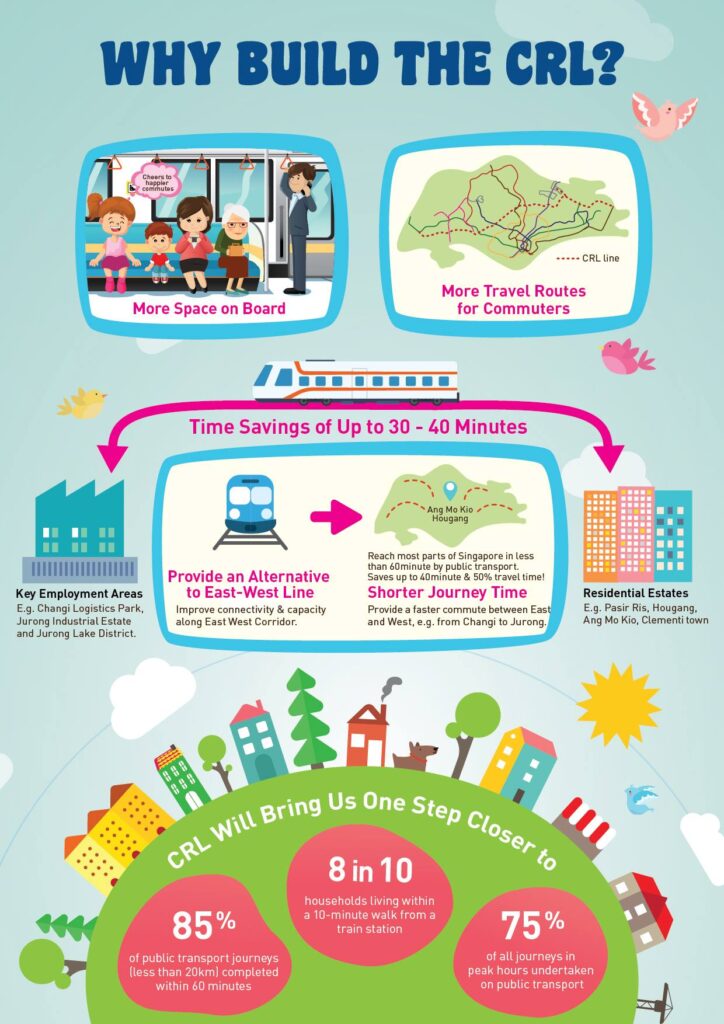 WHY BUILD THE CRL?
Cheers to
happier
commutes
More Space on Board
CRL line
More Travel Routes
for Commuters
Time Savings of Up to 30 - 40 Minutes
Ang Mo Kio
Hougang
Provide an Alternative
to East-West Line
Improve connectivity & capacity
along East West Corridor.
Reach most parts of Singapore in less
than 60minute by public transport.
Saves up to 40minute & 50% travel time!
Shorter Journey Time
Provide a faster commute between East
and West, e.g. from Changi to Jurong.
Key Employment Areas
E.g. Changi Logistics Park,
Jurong Industrial Estate
and Jurong Lake District.
Residential Estates
E.g. Pasir Ris, Hougang,
Ang Mo Kio, Clementi town
CRL Will Bring Us One Step Closer to
85%
of public transport journeys
(less than 20km) completed
within 60 minutes
8 in 10
households living within
a 10-minute walk from a
train station
75%
of all journeys in
peak hours undertaken
on public transport